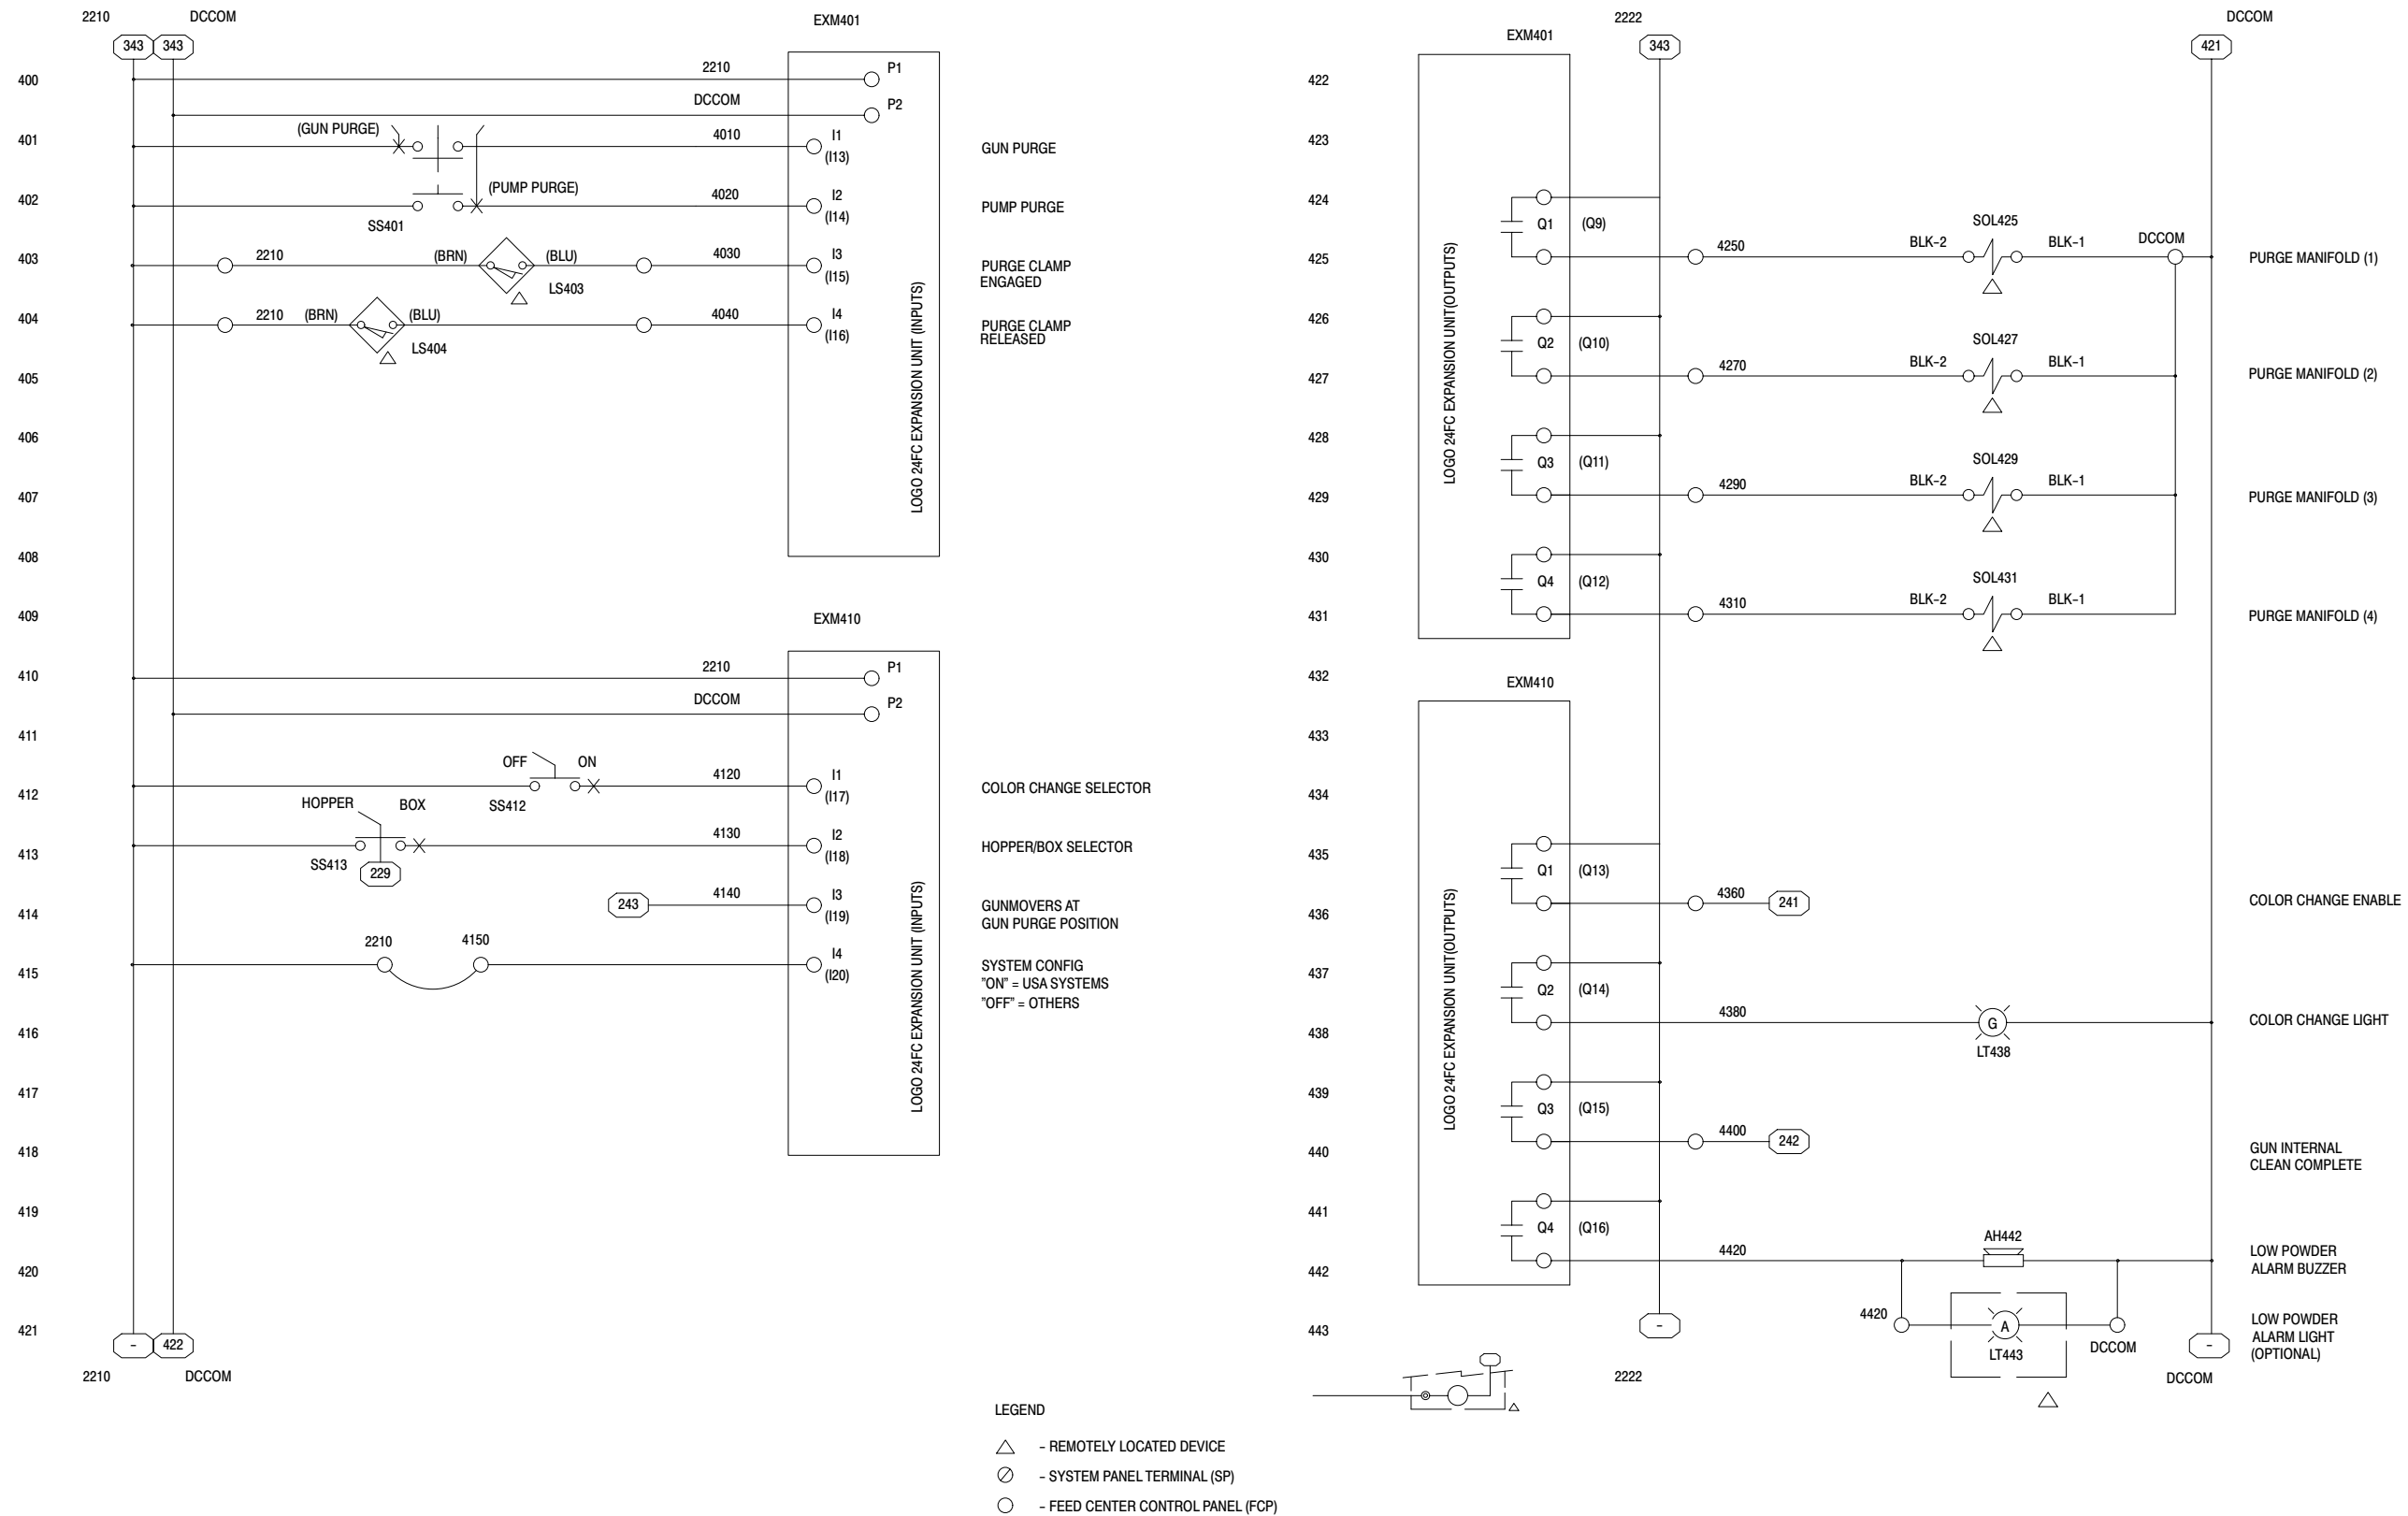 2210 DCCOM
343 343
EXM401
400 2210 P1
DCCOM P2
401 (GUN PURGE) 4010 I1
(I13)
GUN PURGE
402 (PUMP PURGE) 4020 I2
SS401 (I14)
PUMP PURGE
403 2210 (BRN) (BLU) 4030 I3
LS403 (I15)
PURGE CLAMP
ENGAGED
404 2210 (BRN) (BLU) 4040 I4
LS404 (I16)
PURGE CLAMP
RELEASED
405
406
407
408
LOGO 24FC EXPANSION UNIT (INPUTS)
409
EXM410
410 2210 P1
DCCOM P2
411
412 OFF ON 4120 I1
SS412 (I17)
COLOR CHANGE SELECTOR
413 HOPPER BOX 4130 I2
SS413 229 (I18)
HOPPER/BOX SELECTOR
414 243 4140 I3
(I19)
GUNMOVERS AT
GUN PURGE POSITION
415 2210 4150 I4
(I20)
SYSTEM CONFIG
"ON" = USA SYSTEMS
"OFF" = OTHERS
416
417
418
LOGO 24FC EXPANSION UNIT (INPUTS)
419
420
421
- 422
2210 DCCOM
2222 DCCOM
343 421
EXM401
422
423
424
Q1 (Q9)
425 4250 BLK-2 SOL425 BLK-1 DCCOM
PURGE MANIFOLD (1)
426
Q2 (Q10)
427 4270 BLK-2 SOL427 BLK-1
PURGE MANIFOLD (2)
428
Q3 (Q11)
429 4290 BLK-2 SOL429 BLK-1
PURGE MANIFOLD (3)
430
Q4 (Q12)
431 4310 BLK-2 SOL431 BLK-1
PURGE MANIFOLD (4)
LOGO 24FC EXPANSION UNIT(OUTPUTS)
432
EXM410
433
434
435
Q1 (Q13)
436 4360 241
COLOR CHANGE ENABLE
437
Q2 (Q14)
438 4380 G
LT438
COLOR CHANGE LIGHT
439
Q3 (Q15)
440 4400 242
GUN INTERNAL
CLEAN COMPLETE
441
Q4 (Q16)
442 4420 AH442
LOW POWDER
ALARM BUZZER
LOGO 24FC EXPANSION UNIT(OUTPUTS)
443 - 4420 A
LT443 DCCOM -
LOW POWDER
ALARM LIGHT
(OPTIONAL)
2222 DCCOM
LEGEND
- REMOTELY LOCATED DEVICE
- SYSTEM PANEL TERMINAL (SP)
- FEED CENTER CONTROL PANEL (FCP)